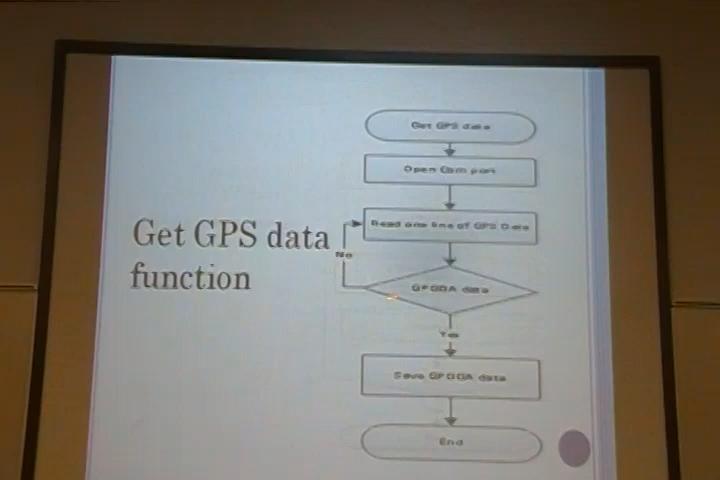 Get GPS data
Open Com port
Get GPS data
function
Read one line of GPS Data
No
GPGGA data
Yes
Save GPGGA data
End